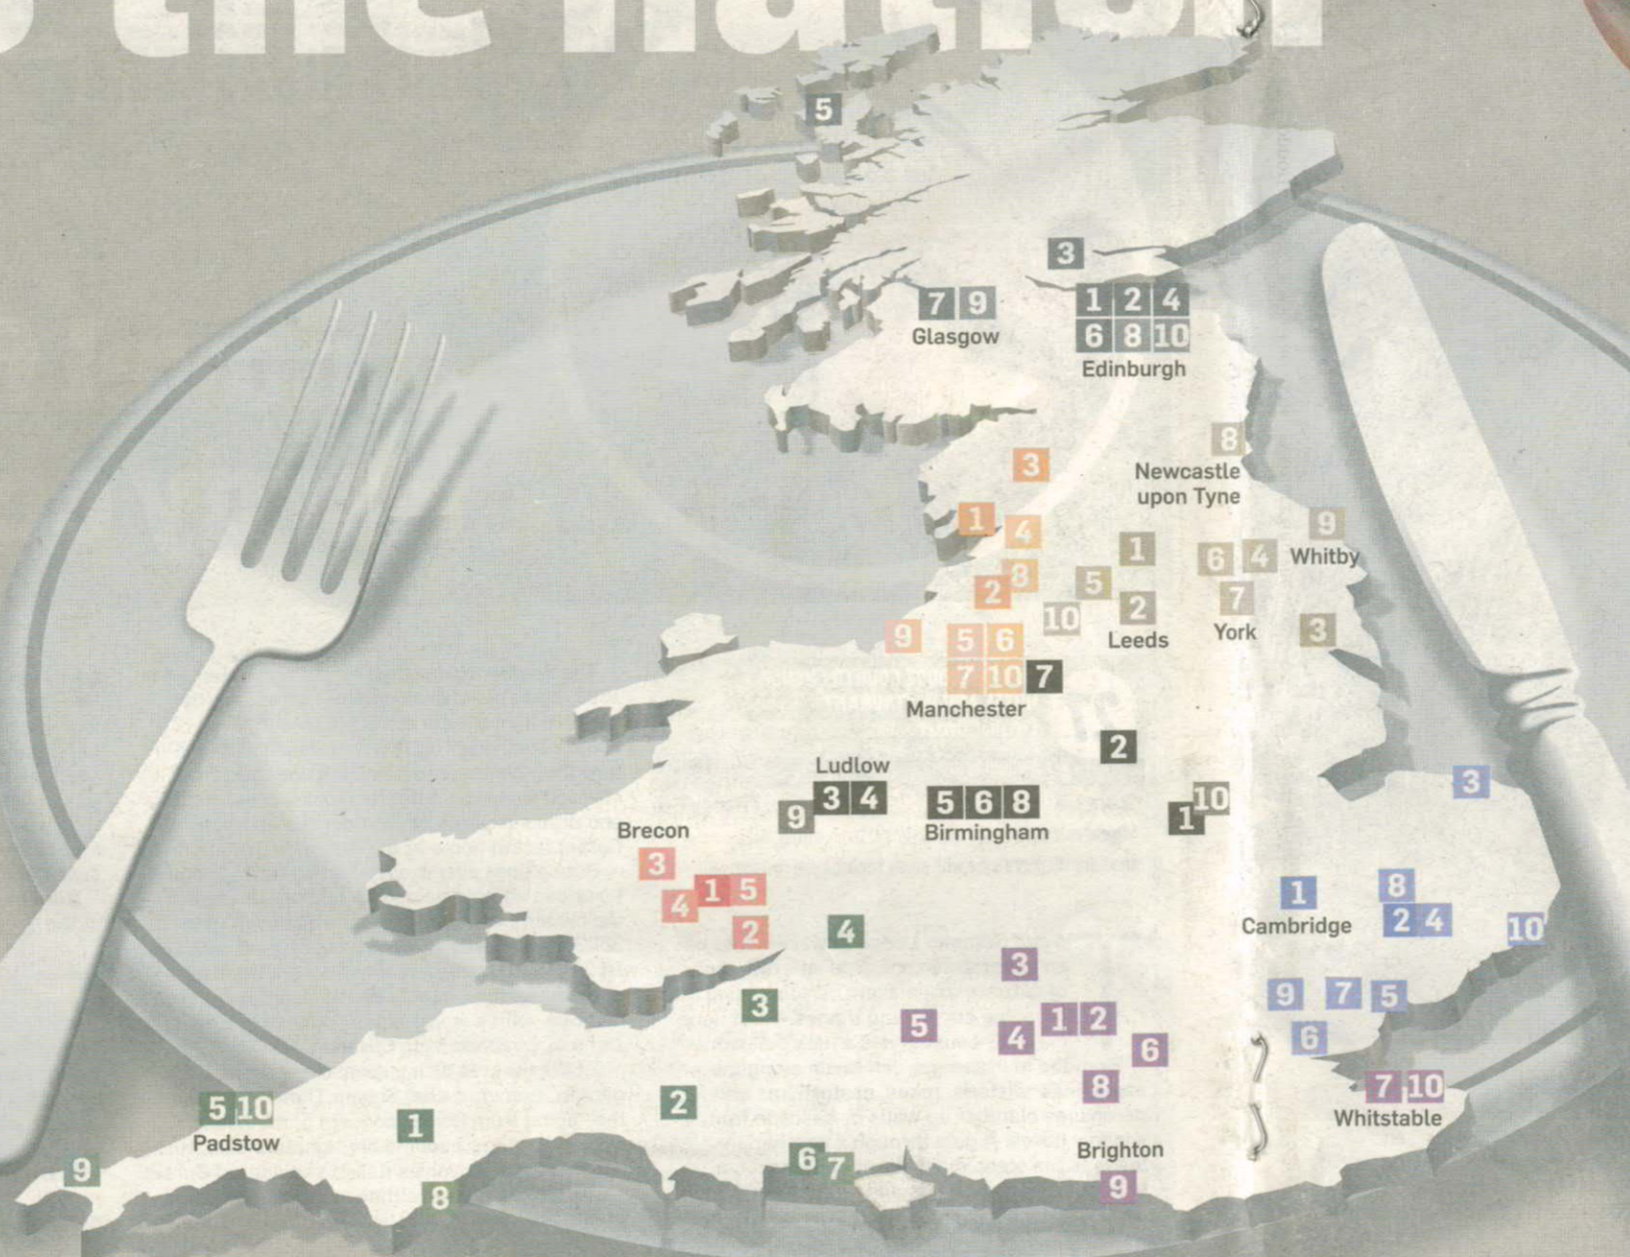 the nation
5
3
7 9
Glasgow
1 2 4
6 8 10
Edinburgh
8
Newcastle
upon Tyne
3
1
4
9
Whitby
1
6 4
5
8
2
7
York
2
Leeds
10
3
9
5 6
7 10 7
Manchester
2
Ludlow
3 4
9
5 6 8
Birmingham
10
1
3
Brecon
3
1 5
4
2
4
1
Cambridge
8
2 4
10
3
3
5
4
1 2
6
8
9 7 5
6
7 10
Whitstable
5 10
Padstow
1
2
9
8
6 7
Brighton
9